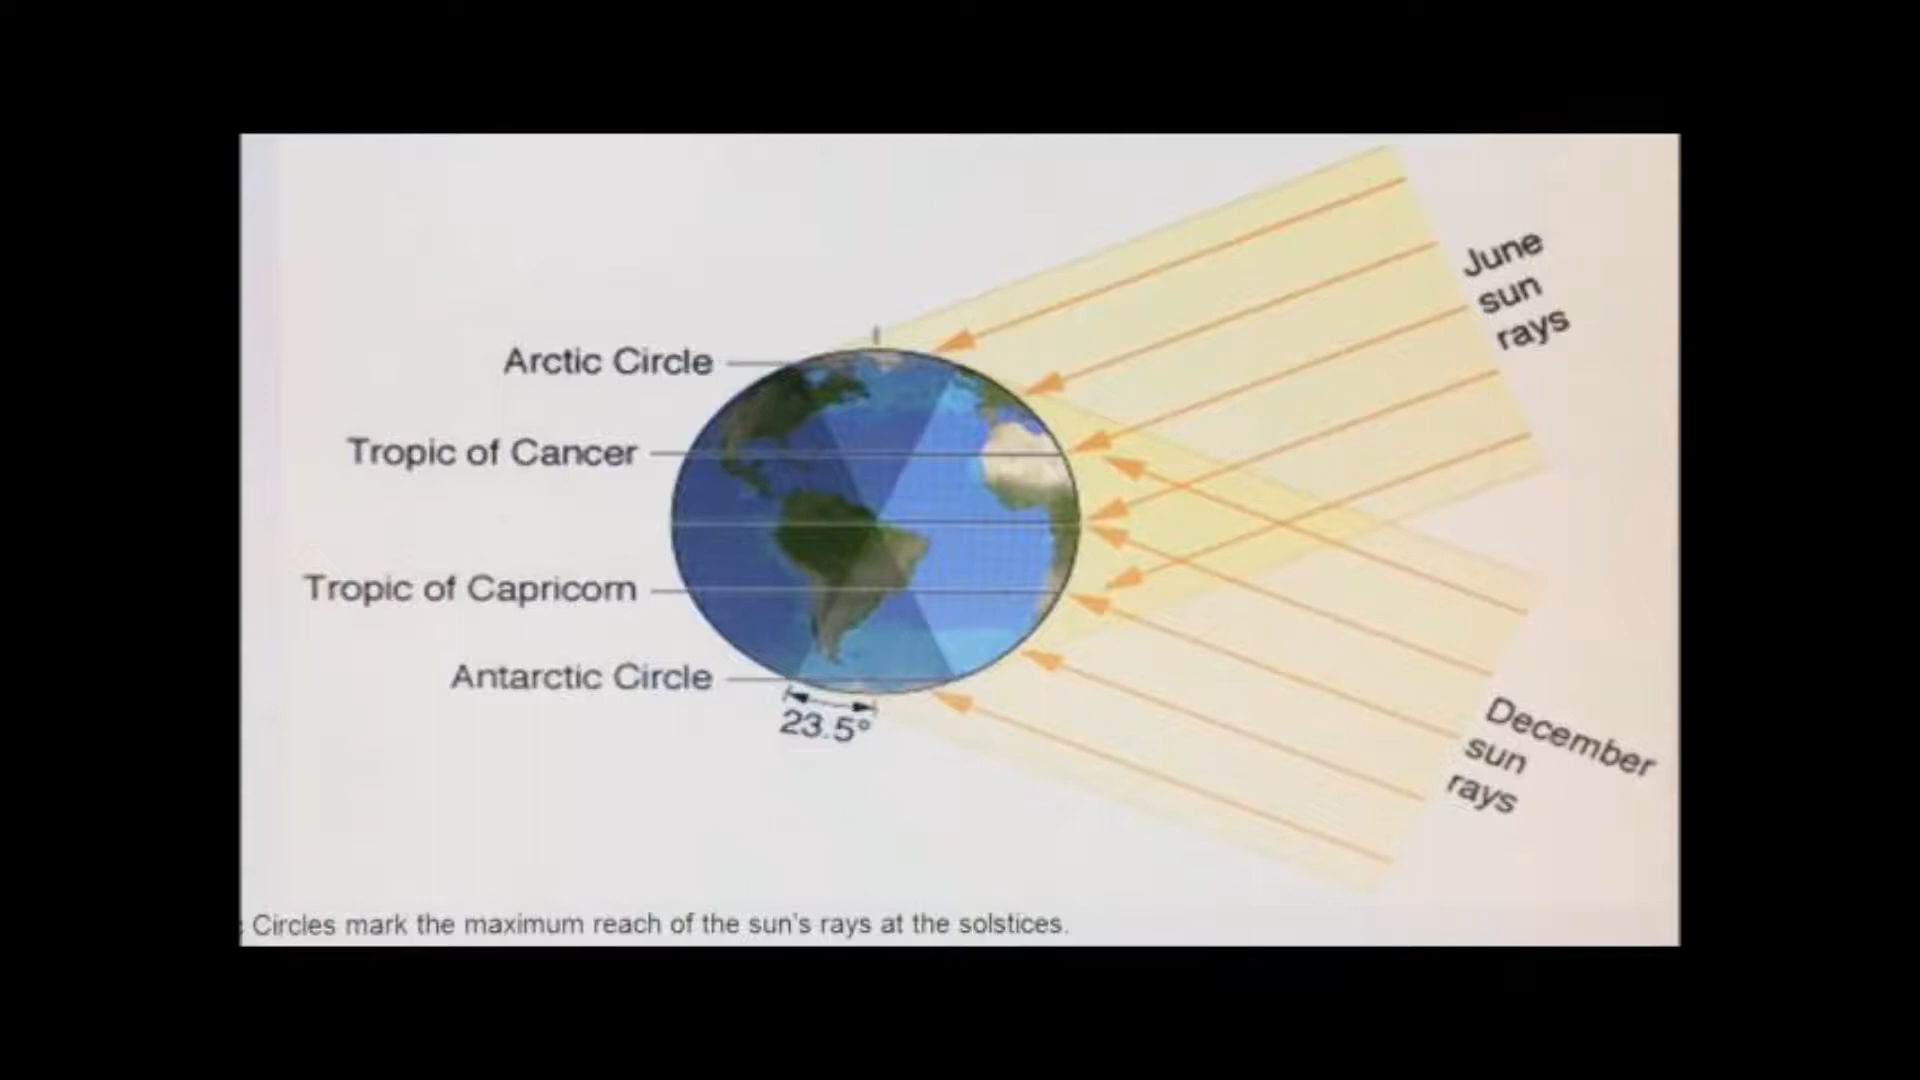 June
sun
rays
Arctic Circle
Tropic of Cancer
Tropic of Capricorn
Antarctic Circle
23.5°
December
sun
rays
Circles mark the maximum reach of the sun's rays at the solstices.